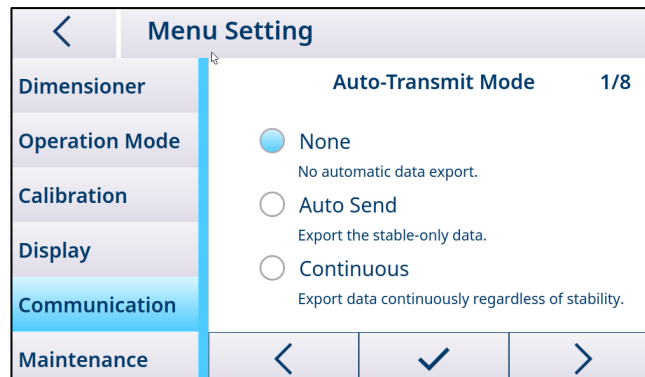 Menu Setting
Dimensioner
Operation Mode
Calibration
Display
Communication
Maintenance
Auto-Transmit Mode 1/8
None
No automatic data export.
Auto Send
Export the stable-only data.
Continuous
Export data continuously regardless of stability.